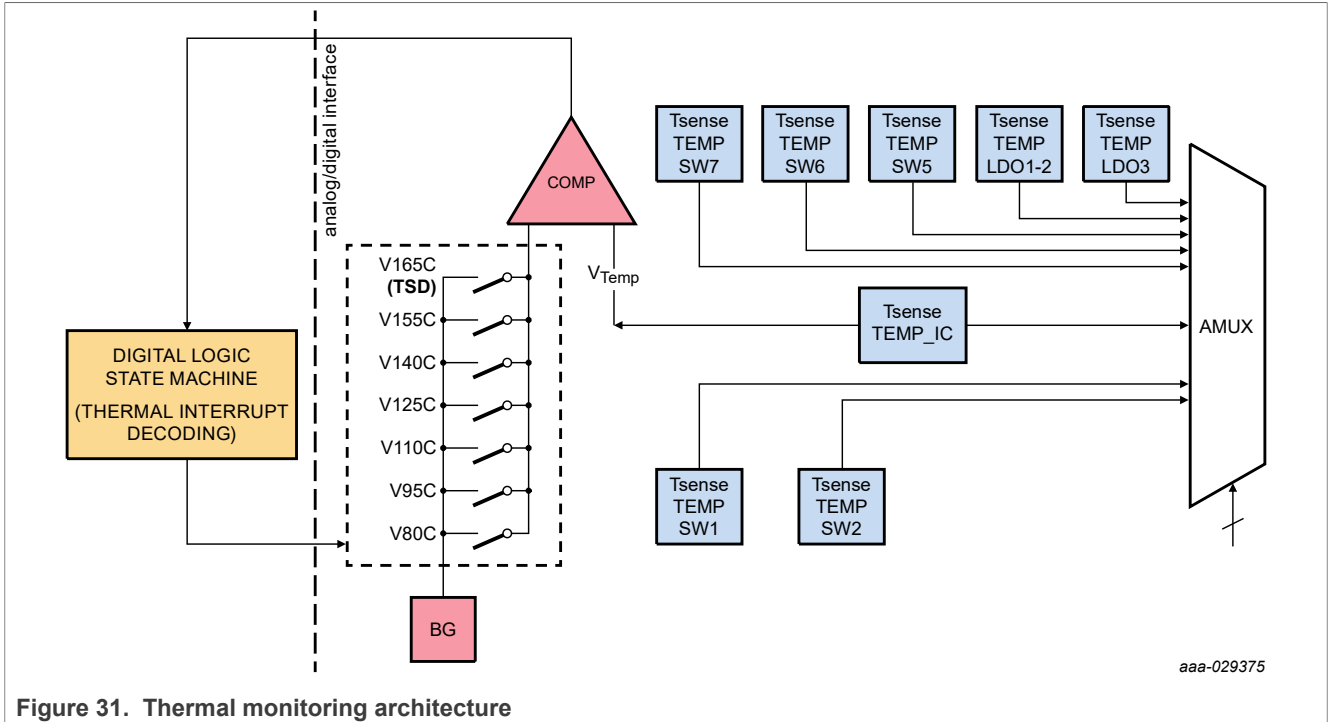 analog/digital interface
COMP
Tsense
TEMP
SW7
Tsense
TEMP
SW6
Tsense
TEMP
SW5
Tsense
TEMP
LDO1-2
Tsense
TEMP
LDO3
V165C
(TSD)
V155C
V140C
V125C
V110C
V95C
V80C
VTemp
Tsense
TEMP_IC
AMUX
DIGITAL LOGIC
STATE MACHINE
(THERMAL INTERRUPT
DECODING)
Tsense
TEMP
SW1
Tsense
TEMP
SW2
BG
aaa-029375
Figure 31. Thermal monitoring architecture